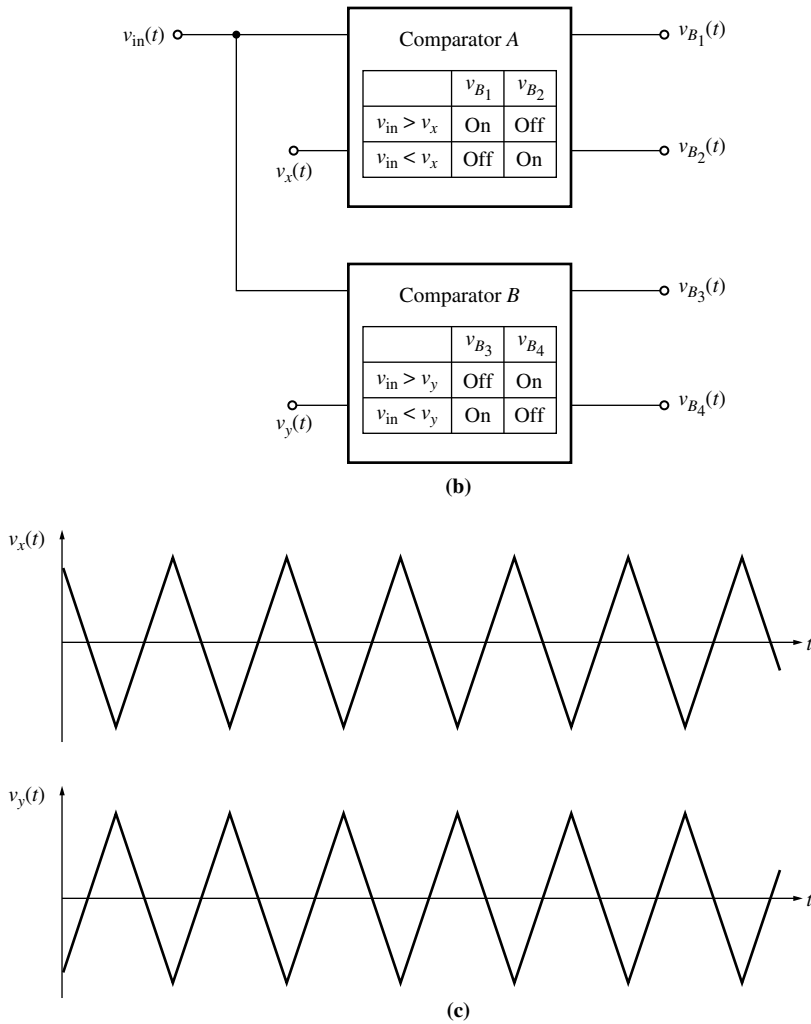 v_in(t)
Comparator A
v_B1 v_B2
v_in > v_x On Off
v_in < v_x Off On
v_x(t)
v_B1(t)
v_B2(t)
Comparator B
v_B3 v_B4
v_in > v_y Off On
v_in < v_y On Off
v_y(t)
v_B3(t)
v_B4(t)
(b)
v_x(t)
t
v_y(t)
t
(c)